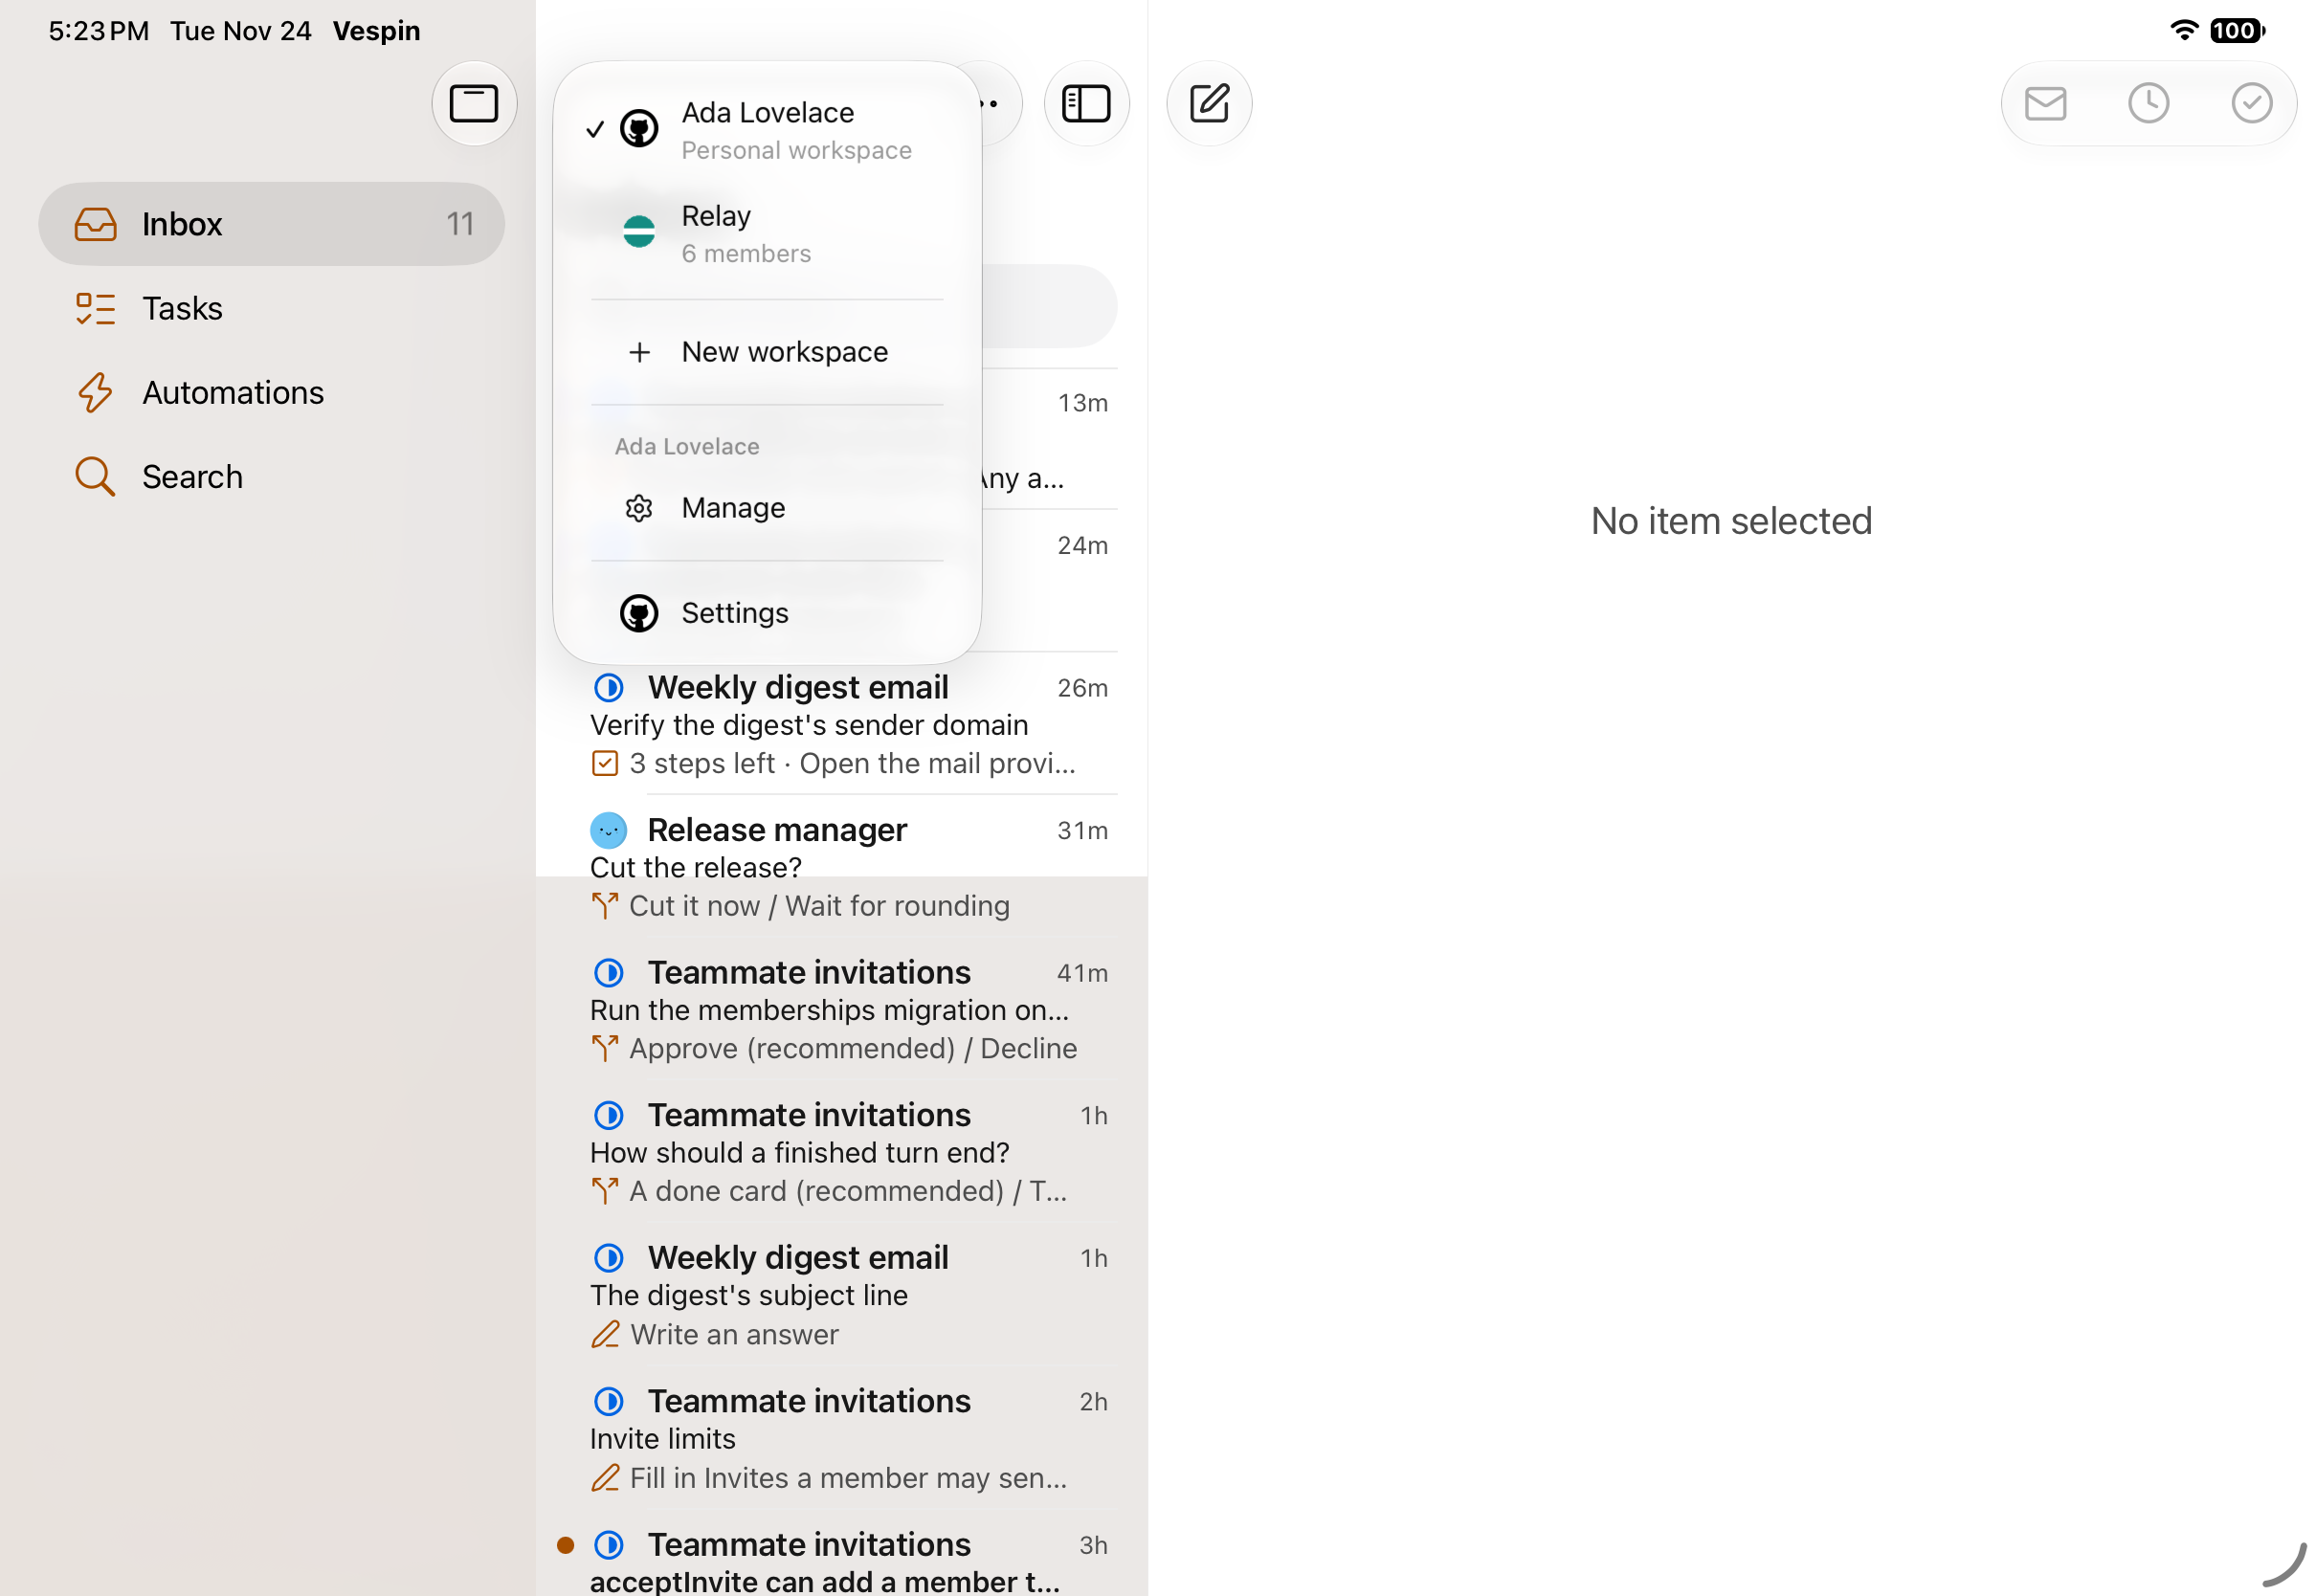 5:23 PM Tue Nov 24 Vespin
100
Inbox 11
Tasks
Automations
Search
Ada Lovelace
Personal workspace
Relay
6 members
New workspace
Ada Lovelace
Manage
Settings
13m
Any a...
24m
Weekly digest email 26m
Verify the digest's sender domain
3 steps left · Open the mail provi...
Release manager 31m
Cut the release?
Cut it now / Wait for rounding
Teammate invitations 41m
Run the memberships migration on...
Approve (recommended) / Decline
Teammate invitations 1h
How should a finished turn end?
A done card (recommended) / T...
Weekly digest email 1h
The digest's subject line
Write an answer
Teammate invitations 2h
Invite limits
Fill in Invites a member may sen...
Teammate invitations 3h
acceptInvite can add a member t...
No item selected